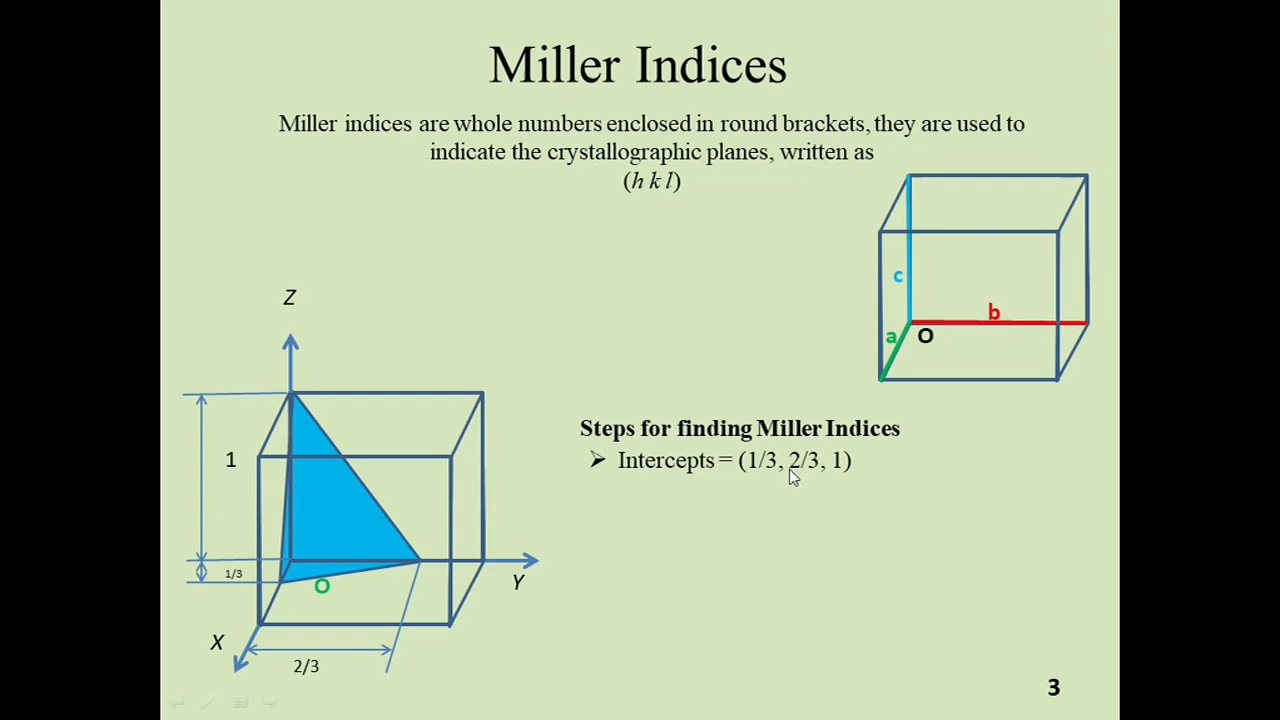 Miller Indices
Miller indices are whole numbers enclosed in round brackets, they are used to
indicate the crystallographic planes, written as
(h k l)
c
b
a
O
Z
1
1/3
O
Y
X
2/3
Steps for finding Miller Indices
➢ Intercepts = (1/3, 2/3, 1)
3